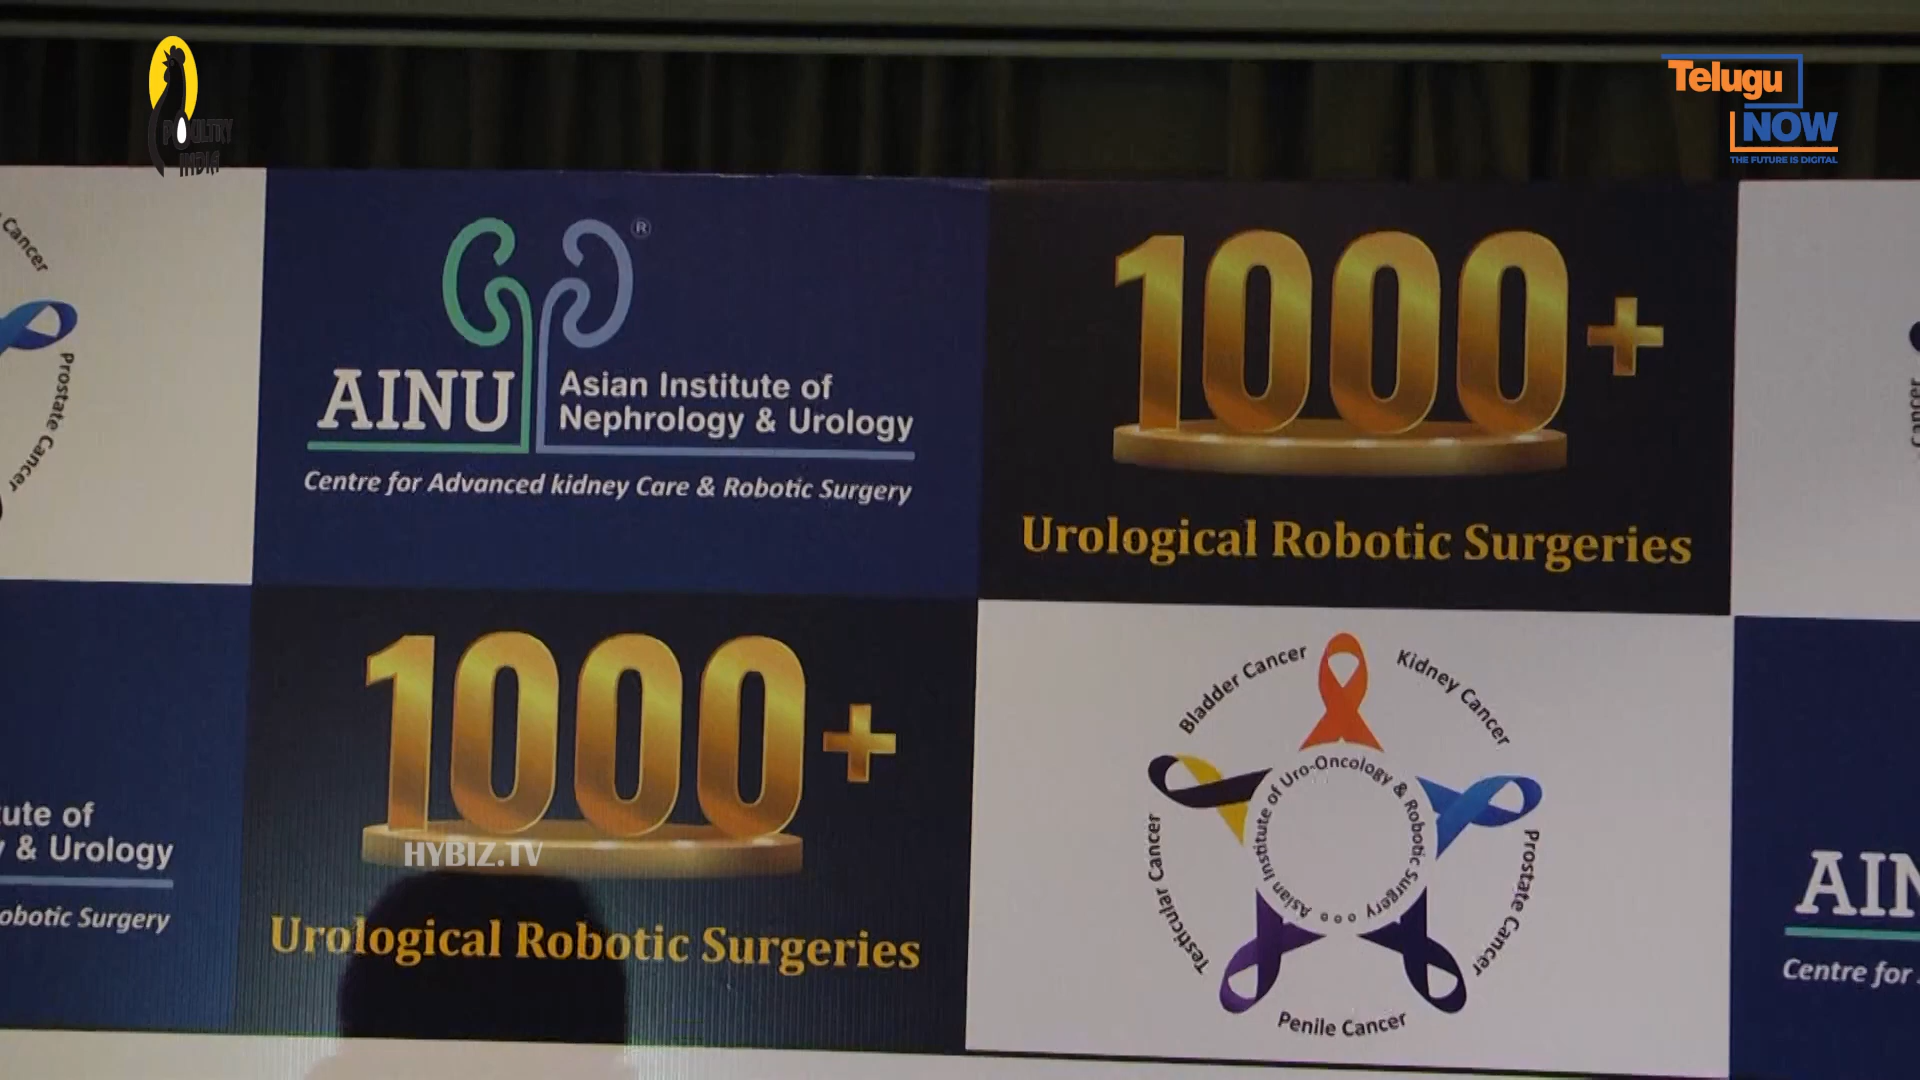 POULTRY
INDIA
Telugu
NOW
THE FUTURE IS DIGITAL
Cancer
Prostate Cancer
®
AINU
Asian Institute of
Nephrology & Urology
Centre for Advanced kidney Care & Robotic Surgery
1000+
Urological Robotic Surgeries
ute of
& Urology
obotic Surgery
1000+
HYBIZ.TV
Urological Robotic Surgeries
Bladder Cancer
Kidney Cancer
Prostate Cancer
Penile Cancer
Testicular Cancer
Asian Institute of Uro-Oncology & Robotic Surgery
AIN
Centre for